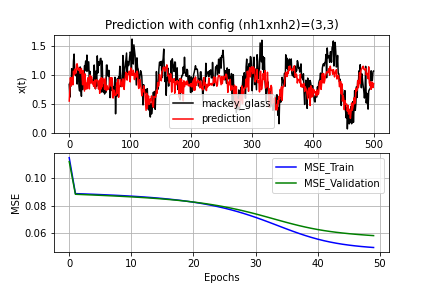 Prediction with config (nh1xnh2)=(3,3)
1.5
1.0
0.5
0.0
x(t)
mackey_glass
prediction
0 100 200 300 400 500
0.10
0.08
0.06
MSE
MSE_Train
MSE_Validation
0 10 20 30 40 50
Epochs